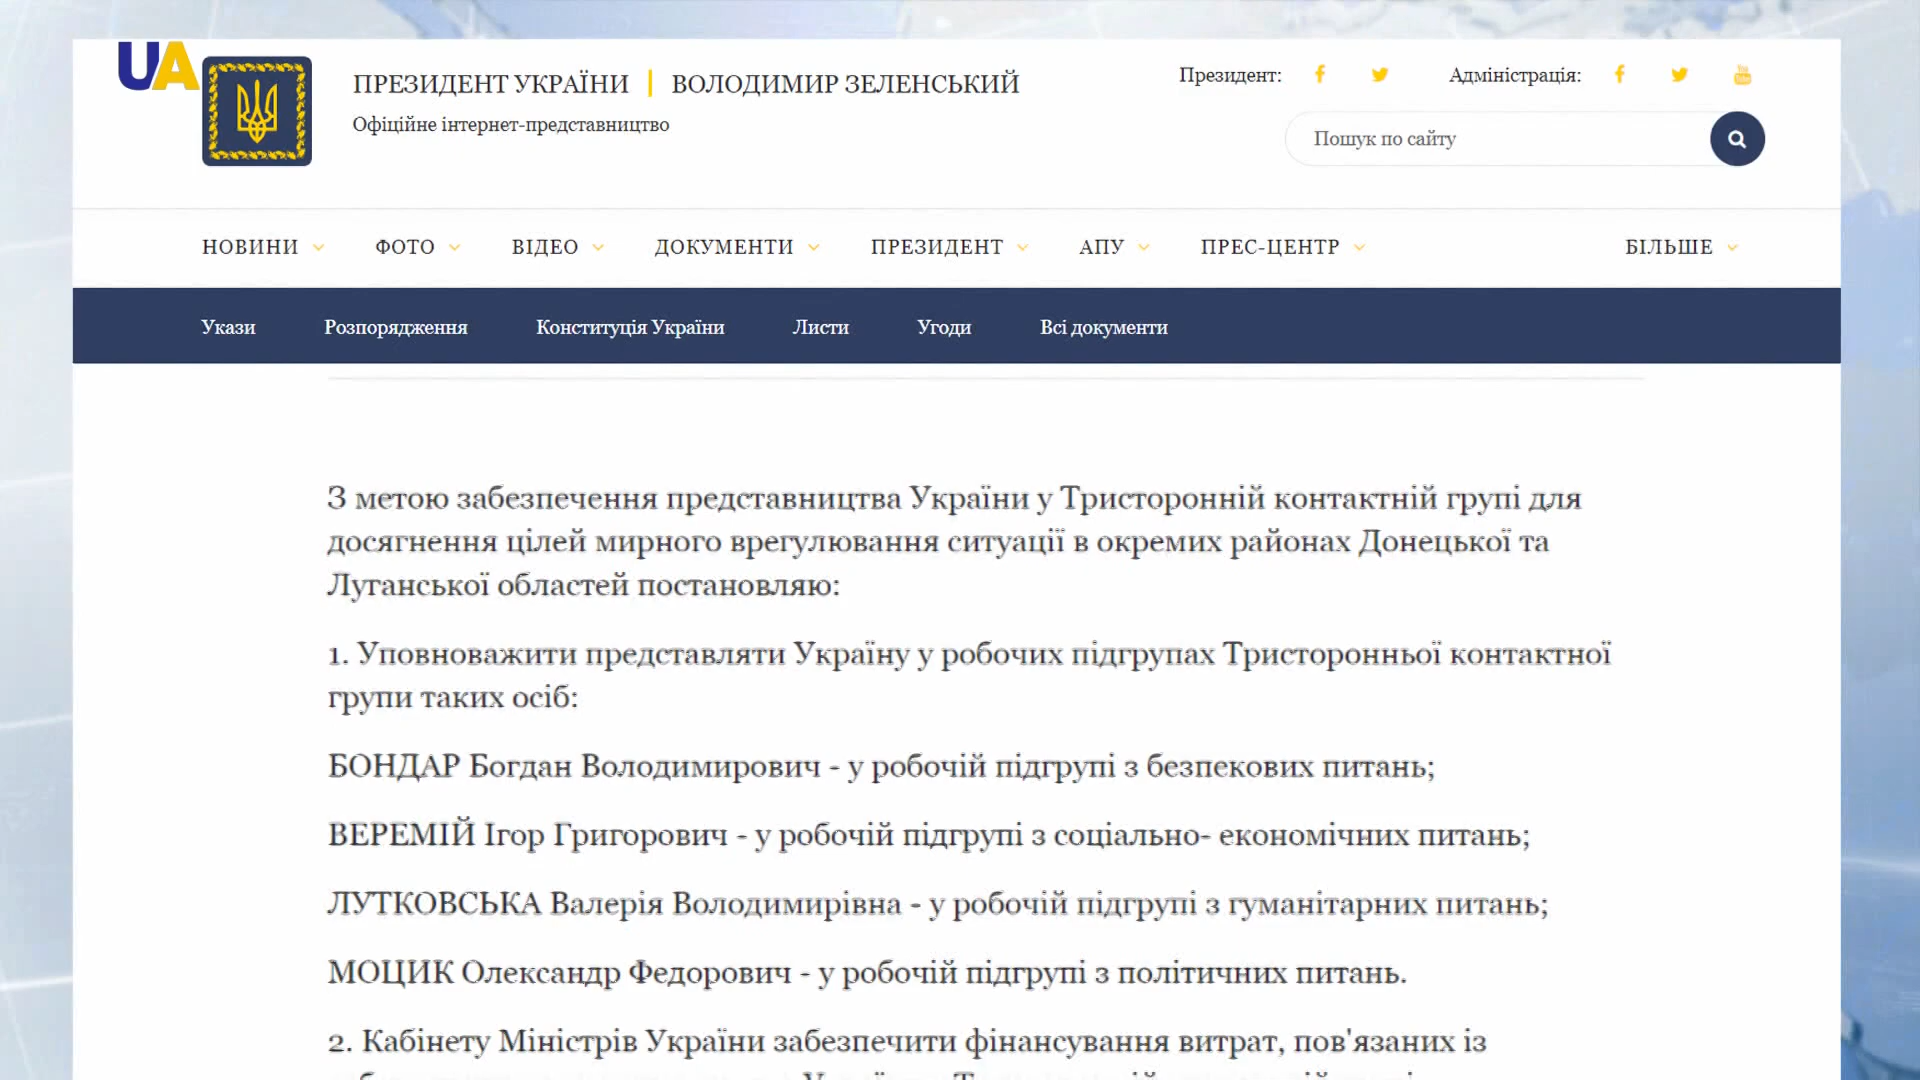 UA
ПРЕЗИДЕНТ УКРАЇНИ | ВОЛОДИМИР ЗЕЛЕНСЬКИЙ
Офіційне інтернет-представництво
Президент:
Адміністрація:
Пошук по сайту
НОВИНИ ФОТО ВІДЕО ДОКУМЕНТИ ПРЕЗИДЕНТ АПУ ПРЕС-ЦЕНТР БІЛЬШЕ
Укази Розпорядження Конституція України Листи Угоди Всі документи
З метою забезпечення представництва України у Тристоронній контактній групі для
досягнення цілей мирного врегулювання ситуації в окремих районах Донецької та
Луганської областей постановляю:
1. Уповноважити представляти Україну у робочих підгрупах Тристоронньої контактної
групи таких осіб:
БОНДАР Богдан Володимирович - у робочій підгрупі з безпекових питань;
ВЕРЕМІЙ Ігор Григорович - у робочій підгрупі з соціально- економічних питань;
ЛУТКОВСЬКА Валерія Володимирівна - у робочій підгрупі з гуманітарних питань;
МОЦИК Олександр Федорович - у робочій підгрупі з політичних питань.
2. Кабінету Міністрів України забезпечити фінансування витрат, пов'язаних із